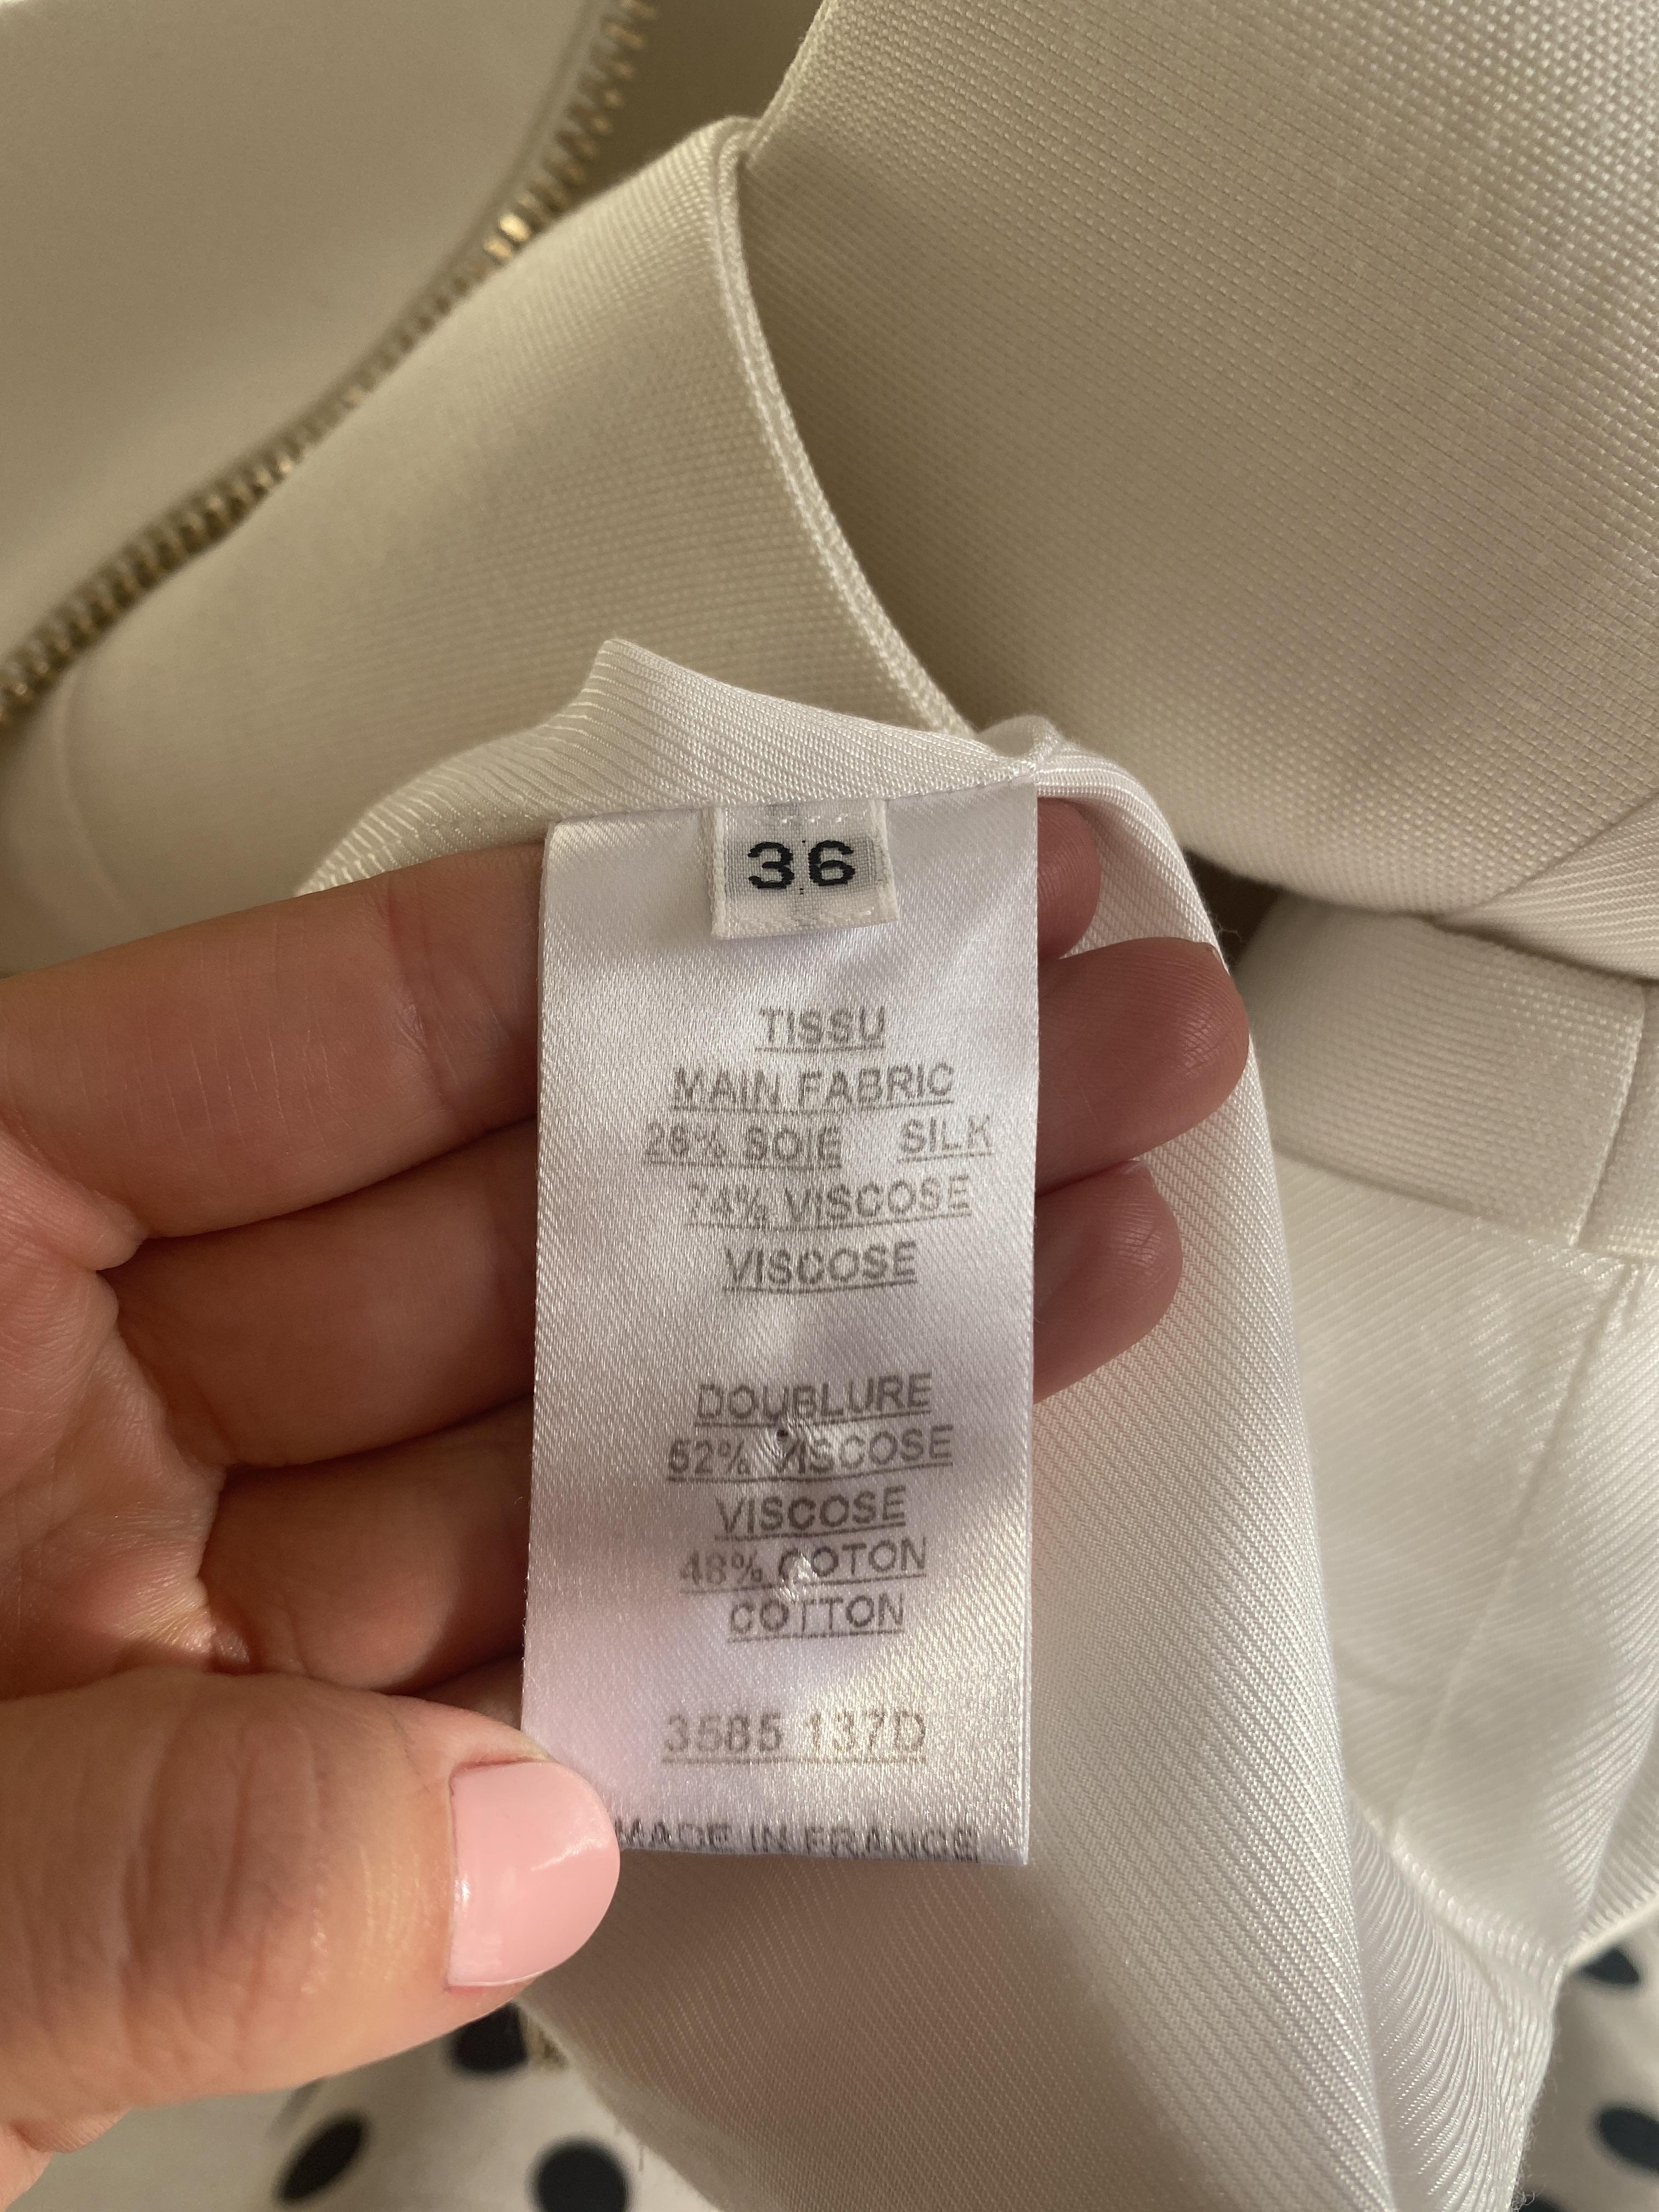 36
TISSU
MAIN FABRIC
26% SOIE SILK
74% VISCOSE
VISCOSE
DOUBLURE
52% VISCOSE
VISCOSE
48% COTON
COTTON
3585 137D
MADE IN FRANCE